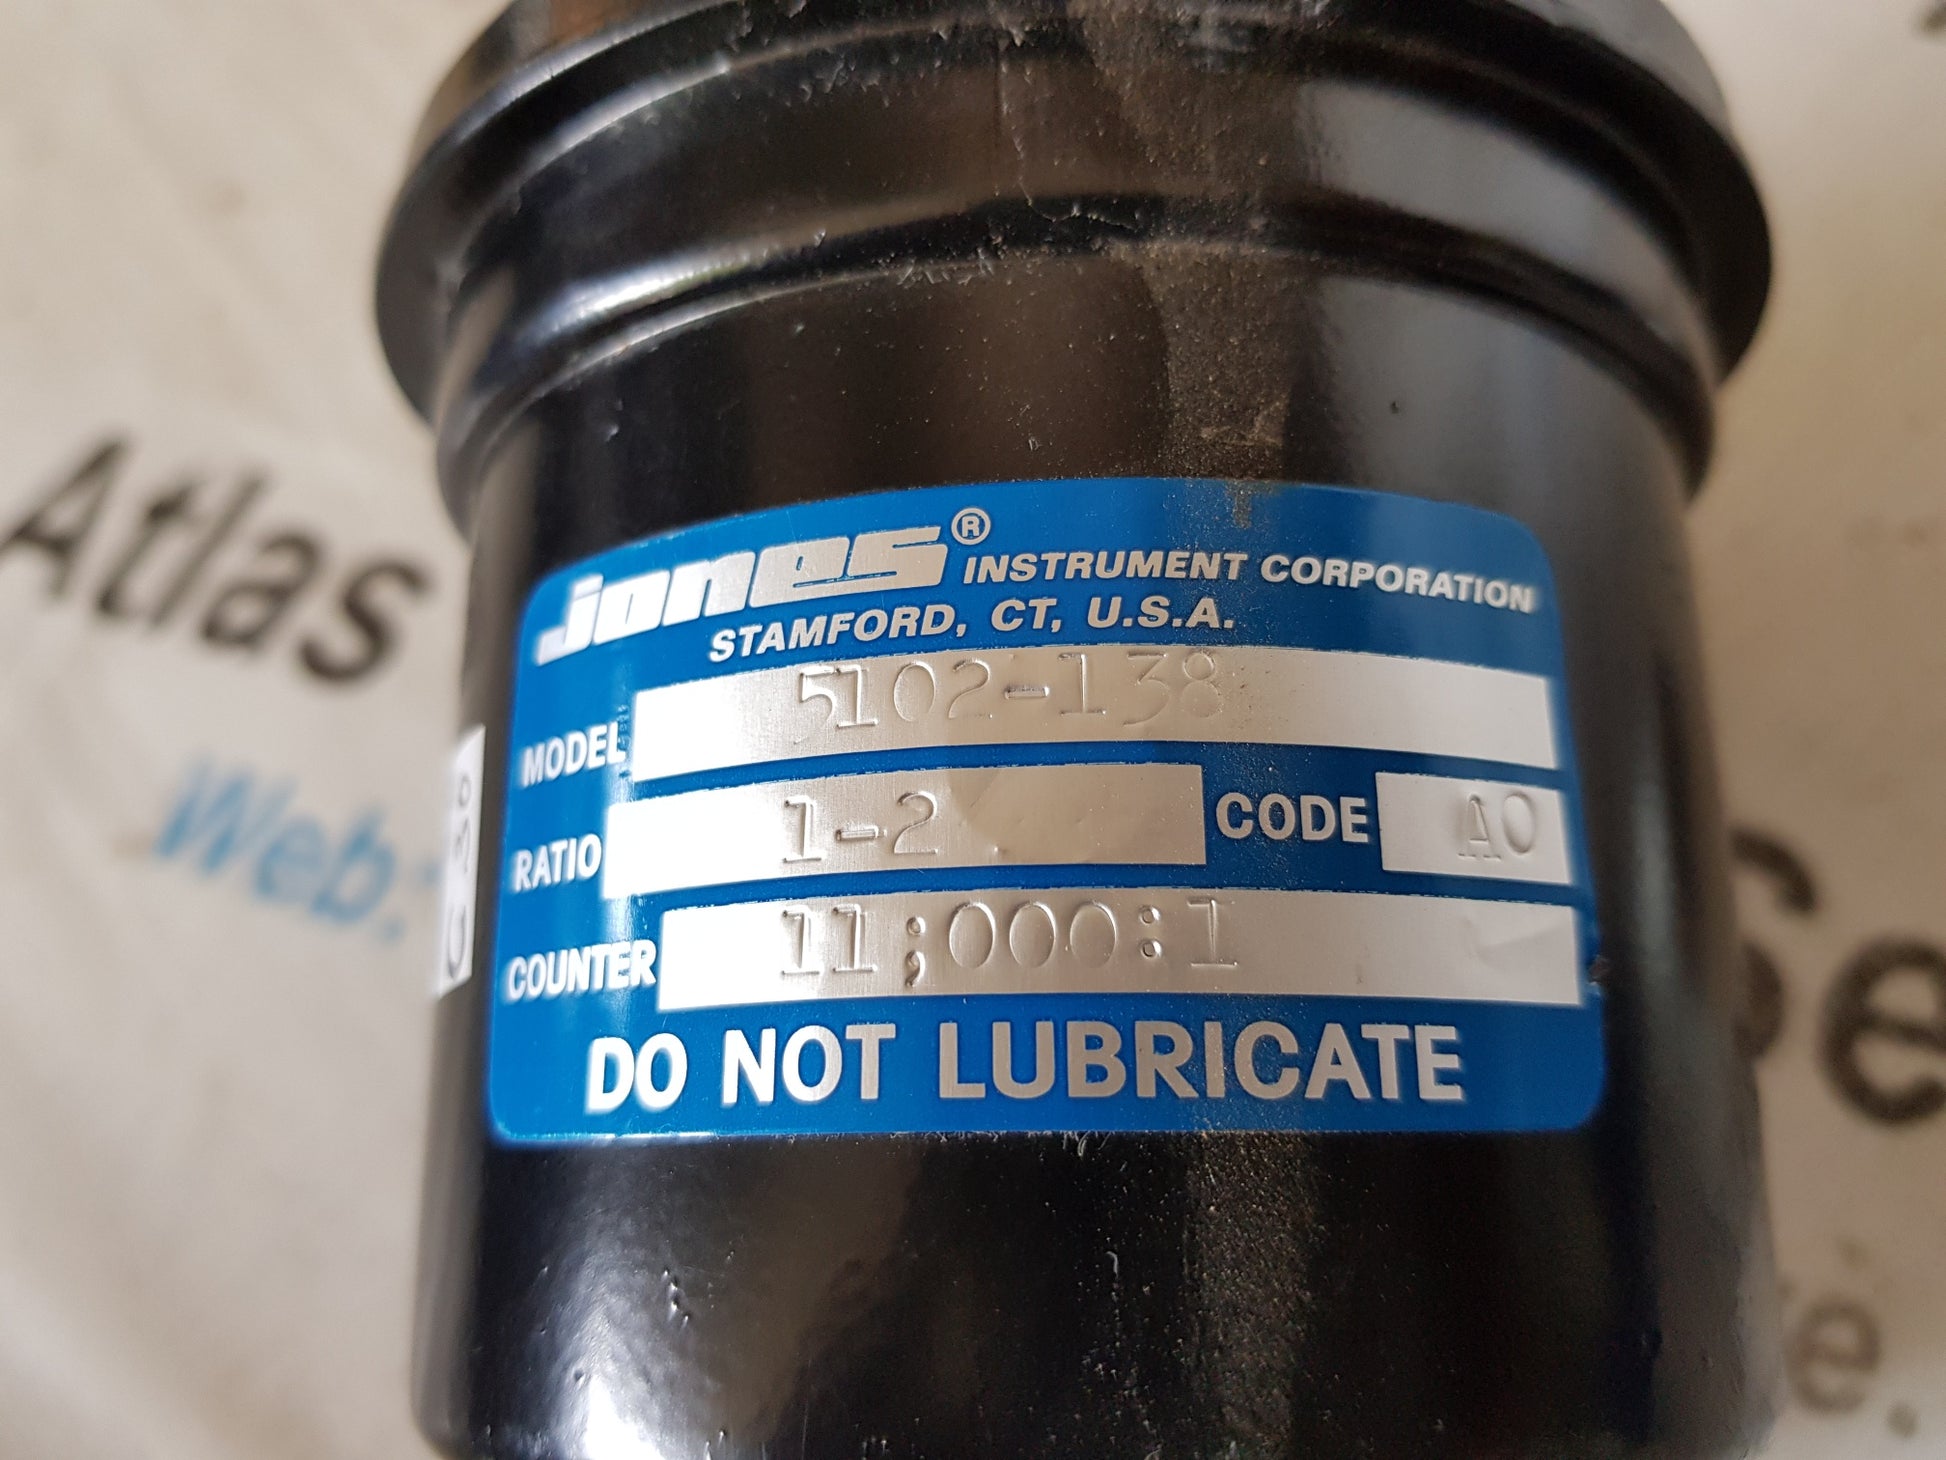 Atlas
Web:
Jones® INSTRUMENT CORPORATION
STAMFORD, CT, U.S.A.
MODEL 5102-138
RATIO 1-2 CODE A0
COUNTER 11;000:1
DO NOT LUBRICATE